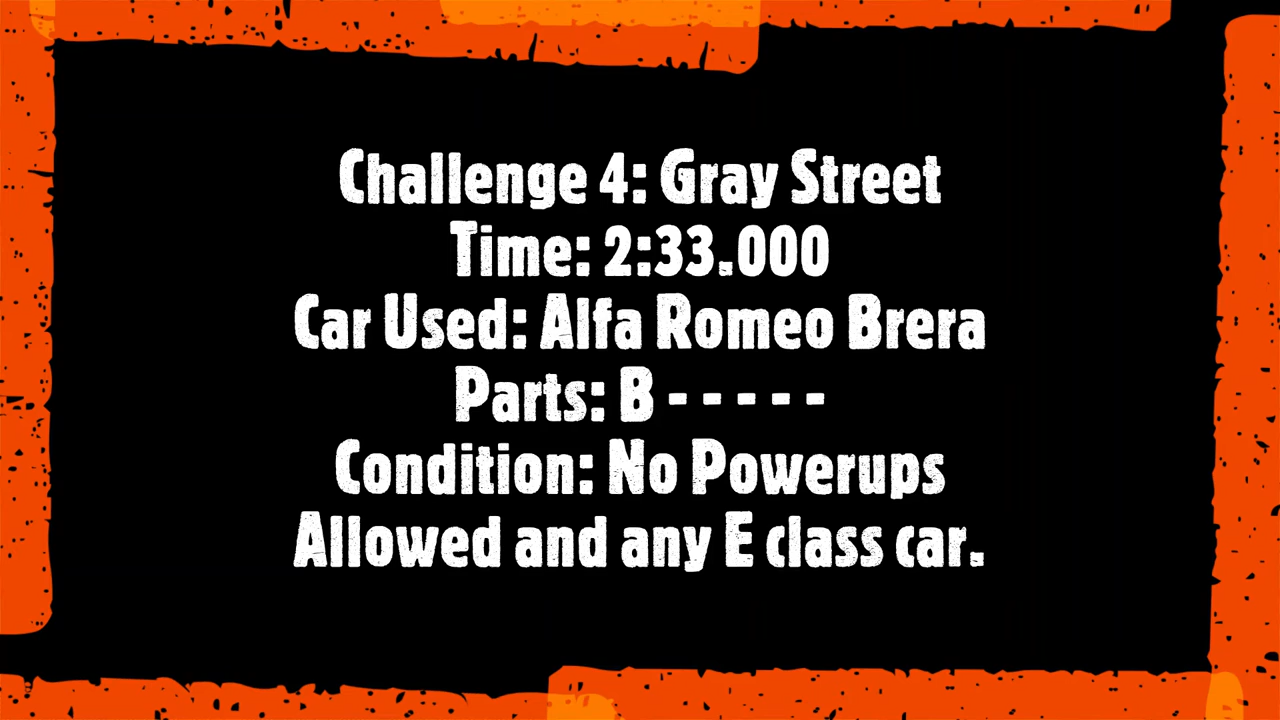 Challenge 4: Gray Street
Time: 2:33.000
Car Used: Alfa Romeo Brera
Parts: B - - - - -
Condition: No Powerups
Allowed and any E class car.